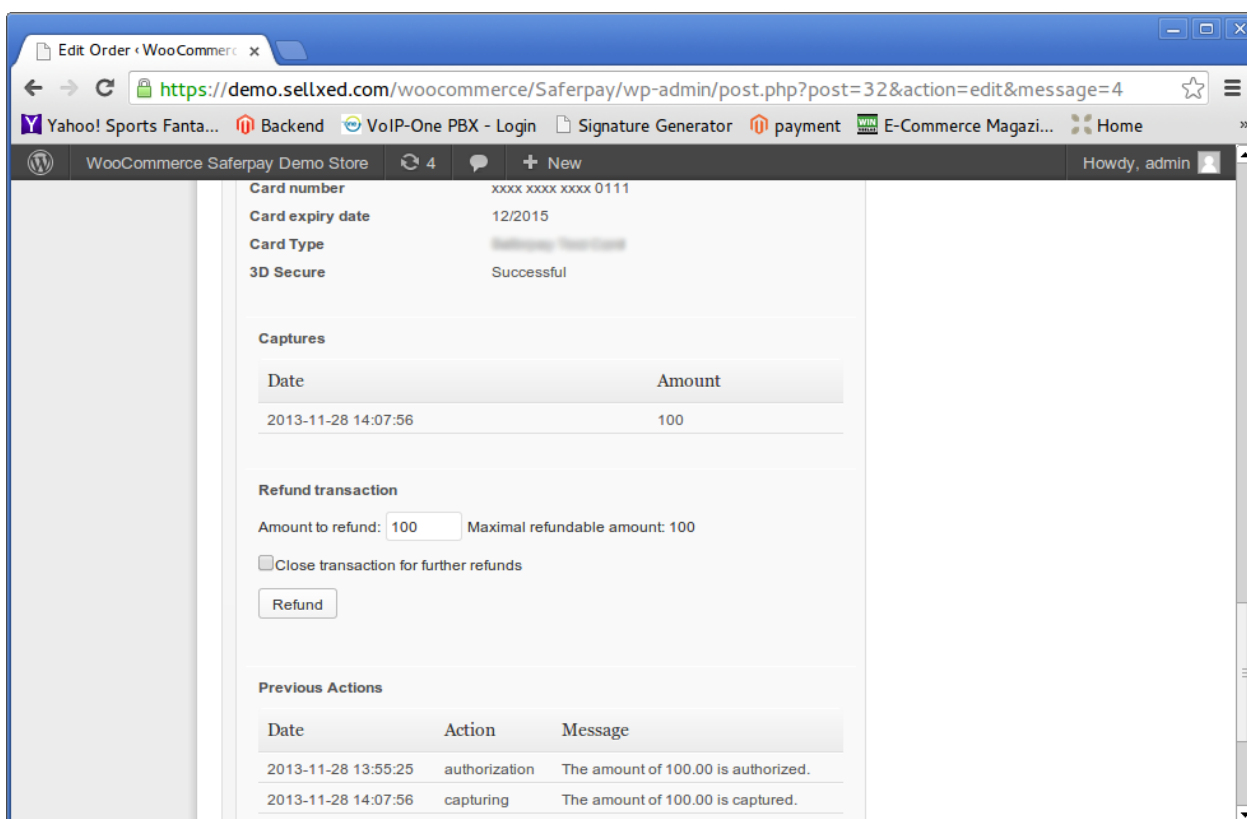 Edit Order ‹ WooCommerc
https://demo.sellxed.com/woocommerce/Saferpay/wp-admin/post.php?post=32&action=edit&message=4
Yahoo! Sports Fanta... Backend VoIP-One PBX - Login Signature Generator payment E-Commerce Magazi... Home »
WooCommerce Saferpay Demo Store 4 + New Howdy, admin
Card number xxxx xxxx xxxx 0111
Card expiry date 12/2015
Card Type
3D Secure Successful
Captures
Date Amount
2013-11-28 14:07:56 100
Refund transaction
Amount to refund: 100 Maximal refundable amount: 100
Close transaction for further refunds
Refund
Previous Actions
Date Action Message
2013-11-28 13:55:25 authorization The amount of 100.00 is authorized.
2013-11-28 14:07:56 capturing The amount of 100.00 is captured.